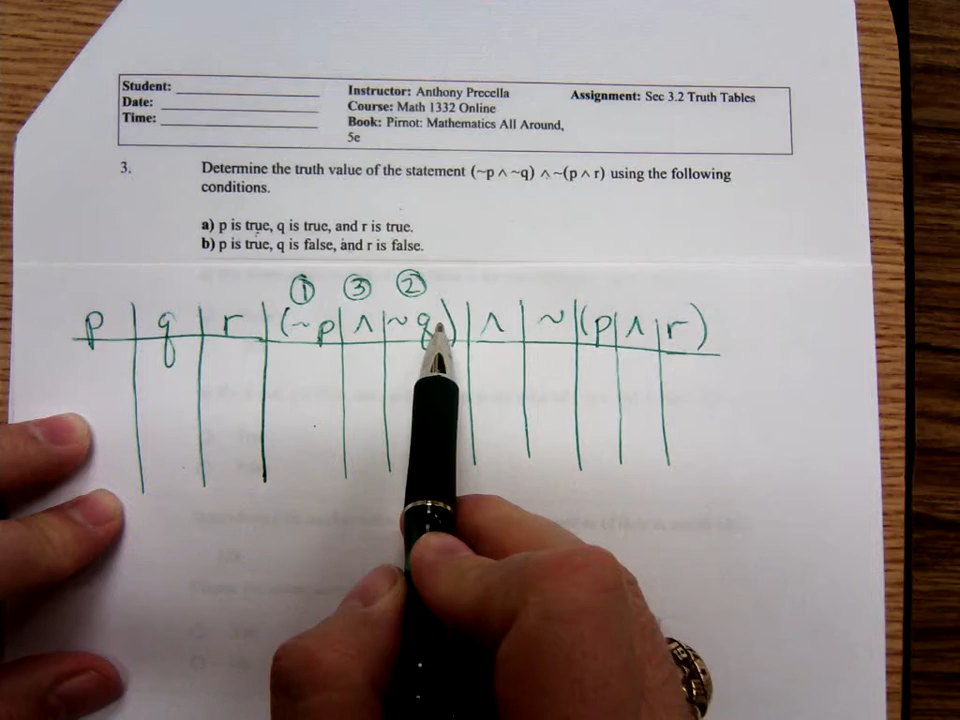 Student: Instructor: Anthony Precella Assignment: Sec 3.2 Truth Tables
Date: Course: Math 1332 Online
Time: Book: Pirnot: Mathematics All Around,
5e
3. Determine the truth value of the statement (~p ∧ ~q) ∧ ~(p ∧ r) using the following
conditions.
a) p is true, q is true, and r is true.
b) p is true, q is false, and r is false.
① ③ ②
p q r (~p ∧ ~q) ∧ ~ (p ∧ r)